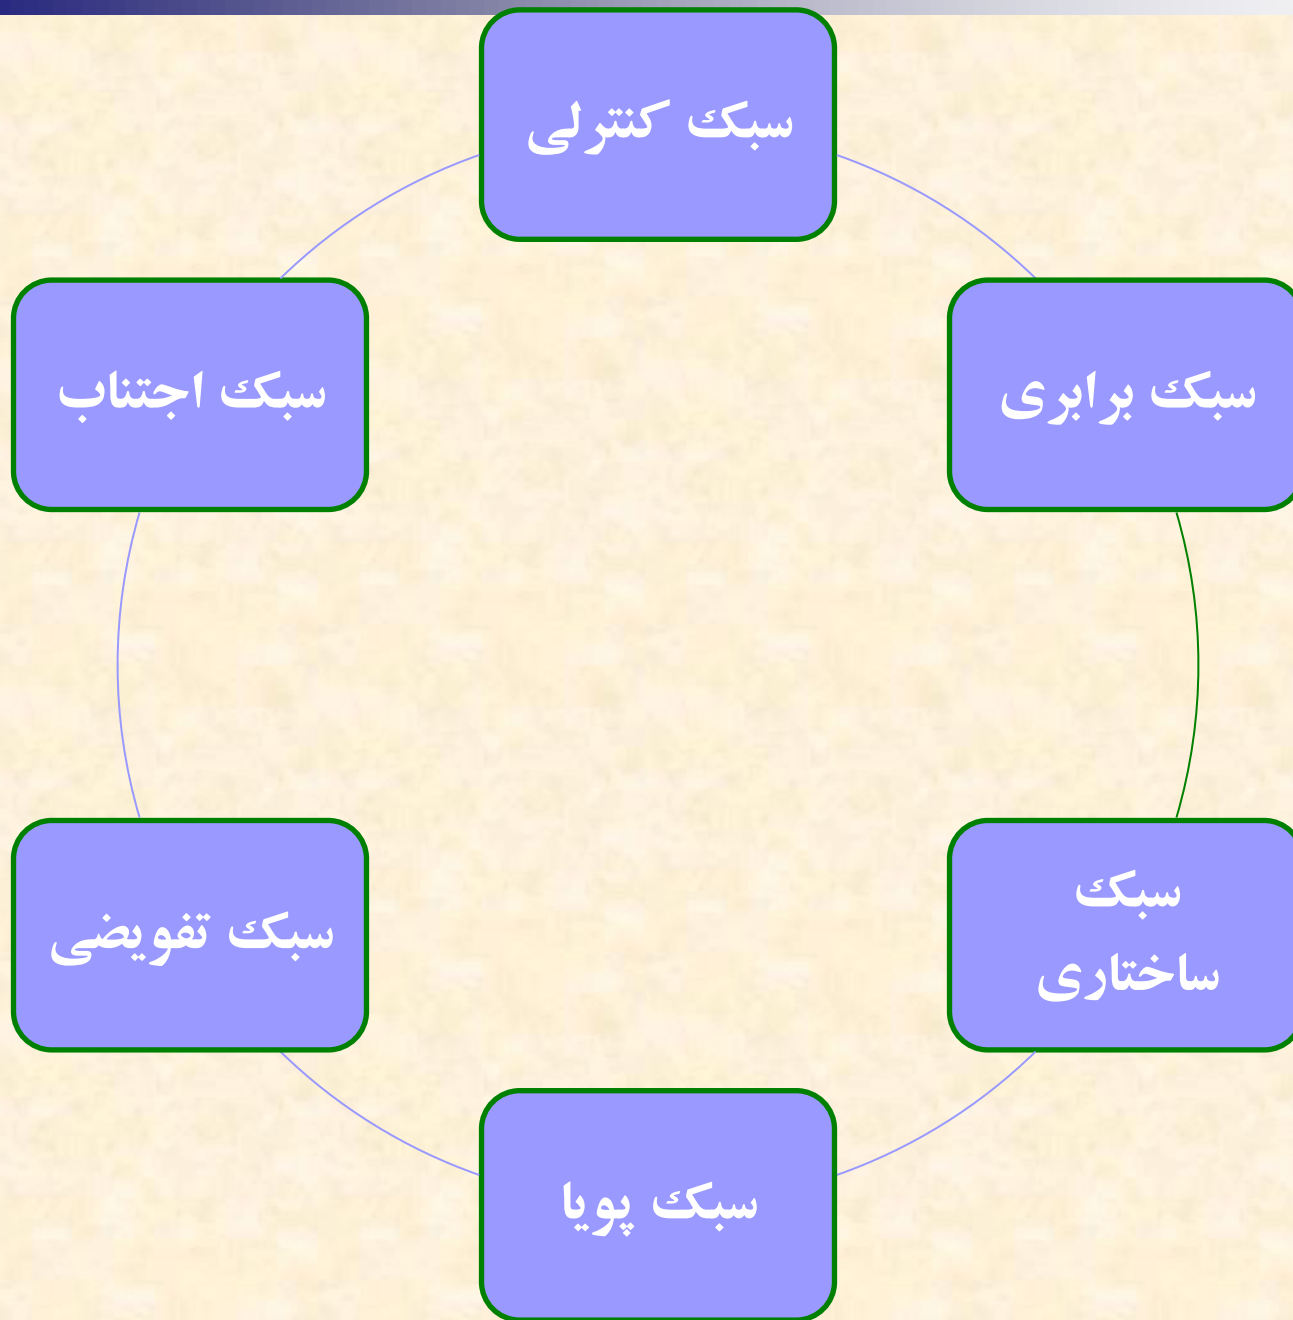 سبک کنترلی
سبک برابری
سبک
ساختاری
سبک پویا
سبک تفویضی
سبک اجتناب